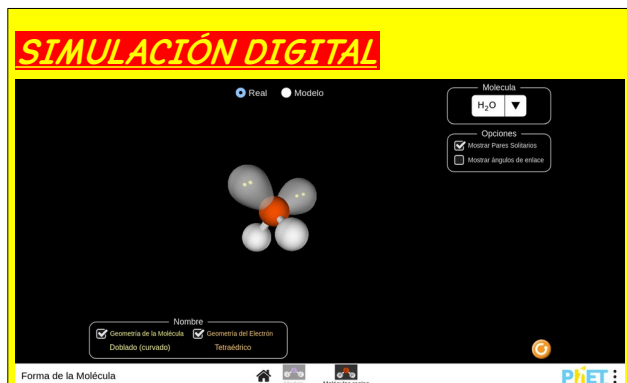 SIMULACIÓN DIGITAL
Real Modelo
Molecula
H₂O
Opciones
Mostrar Pares Solitarios
Mostrar ángulos de enlace
Nombre
Geometría de la Molécula Geometría del Electrón
Doblado (curvado) Tetraédrico
Forma de la Molécula
PhET